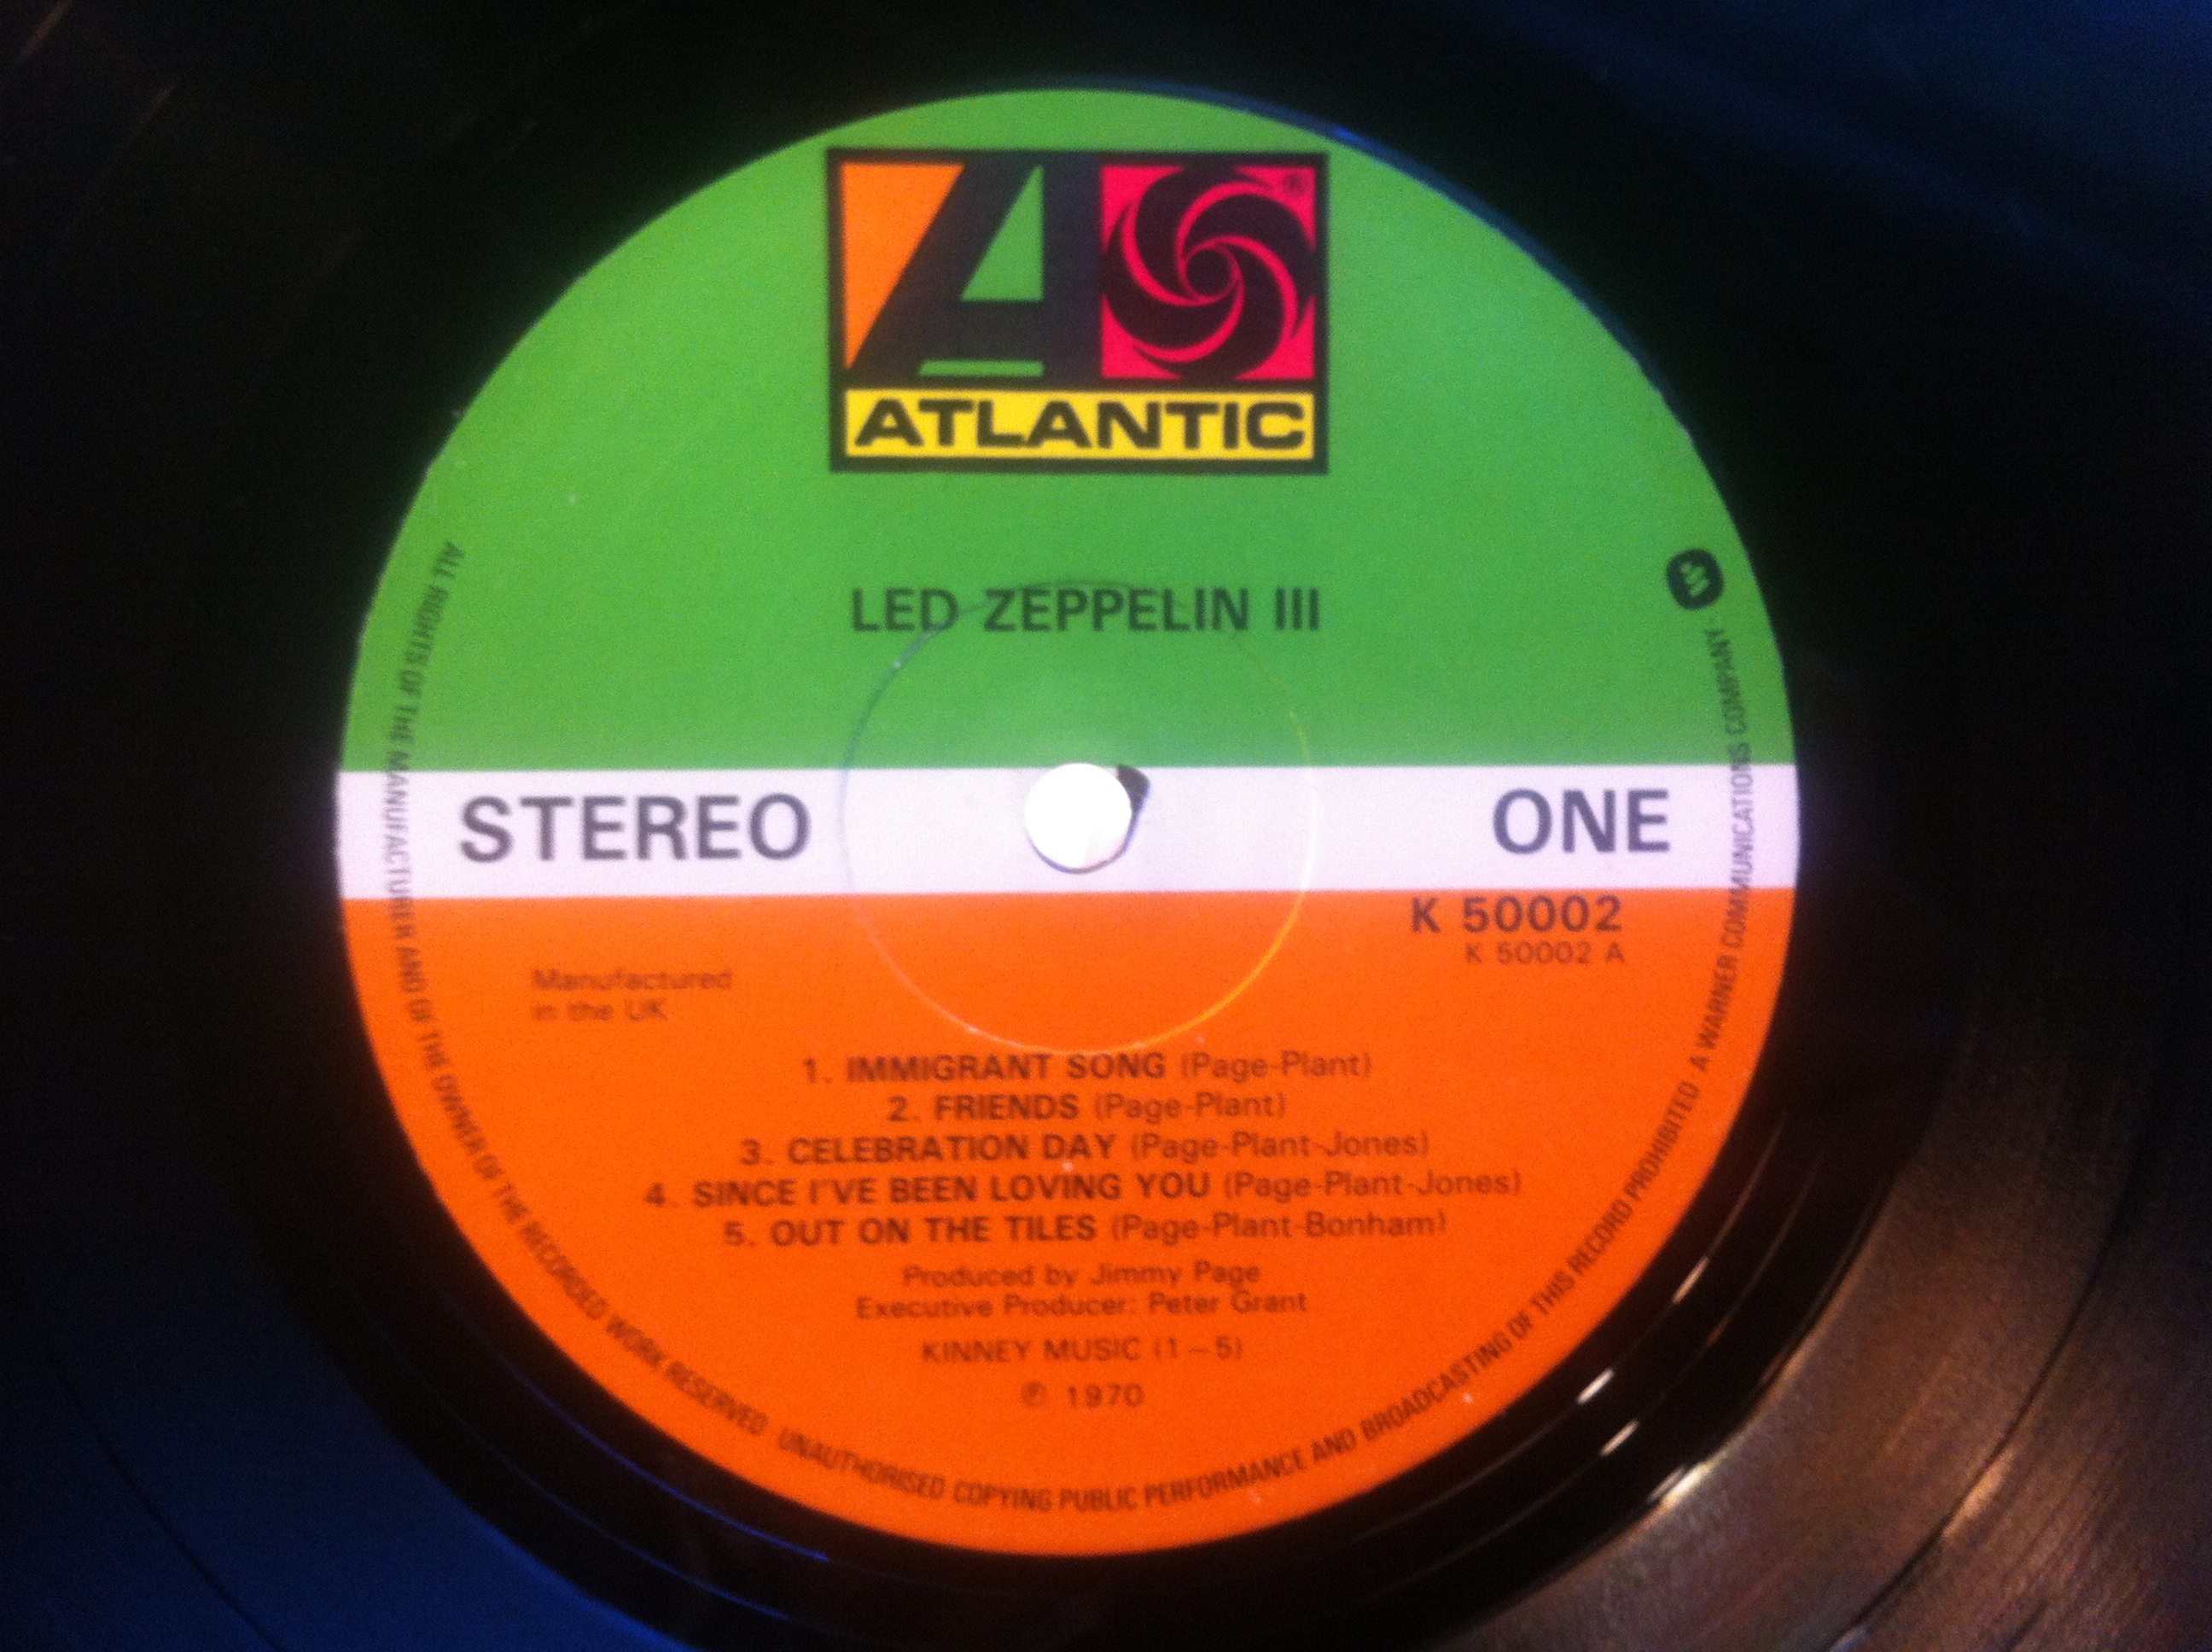 ATLANTIC
®
LED ZEPPELIN III
STEREO
ONE
K 50002
K 50002 A
Manufactured
in the UK
1. IMMIGRANT SONG (Page-Plant)
2. FRIENDS (Page-Plant)
3. CELEBRATION DAY (Page-Plant-Jones)
4. SINCE I'VE BEEN LOVING YOU (Page-Plant-Jones)
5. OUT ON THE TILES (Page-Plant-Bonham)
Produced by Jimmy Page
Executive Producer: Peter Grant
KINNEY MUSIC (1 – 5)
℗ 1970
ALL RIGHTS OF THE MANUFACTURER AND OF THE OWNER OF THE RECORDED WORK RESERVED UNAUTHORISED COPYING PUBLIC PERFORMANCE AND BROADCASTING OF THIS RECORD PROHIBITED A WARNER COMMUNICATIONS COMPANY